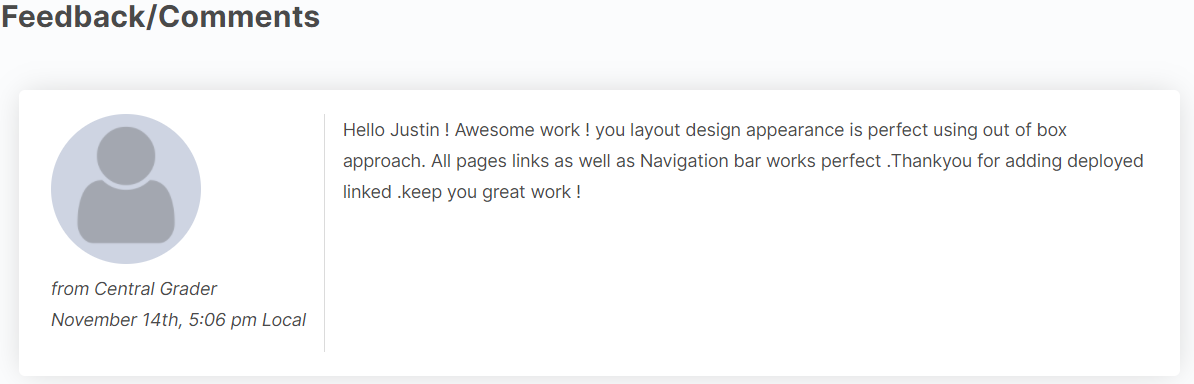 Feedback/Comments
Hello Justin ! Awesome work ! you layout design appearance is perfect using out of box
approach. All pages links as well as Navigation bar works perfect .Thankyou for adding deployed
linked .keep you great work !
from Central Grader
November 14th, 5:06 pm Local